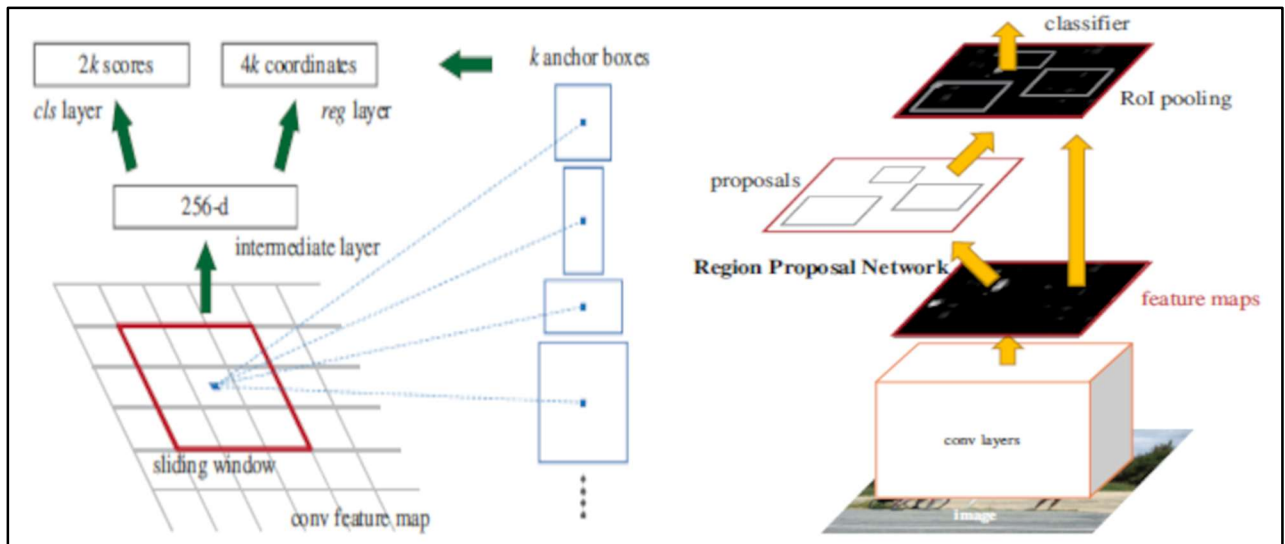 2k scores
4k coordinates
k anchor boxes
cls layer
reg layer
256-d
intermediate layer
sliding window
conv feature map
classifier
RoI pooling
proposals
Region Proposal Network
feature maps
conv layers
image